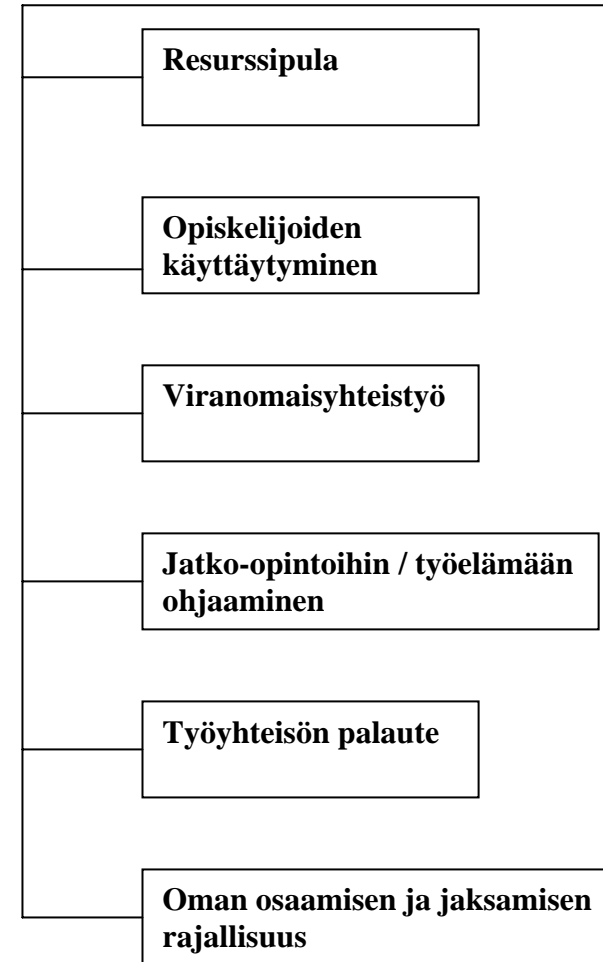 Resurssipula
Opiskelijoiden
käyttäytyminen
Viranomaisyhteistyö
Jatko-opintoihin / työelämään
ohjaaminen
Työyhteisön palaute
Oman osaamisen ja jaksamisen
rajallisuus